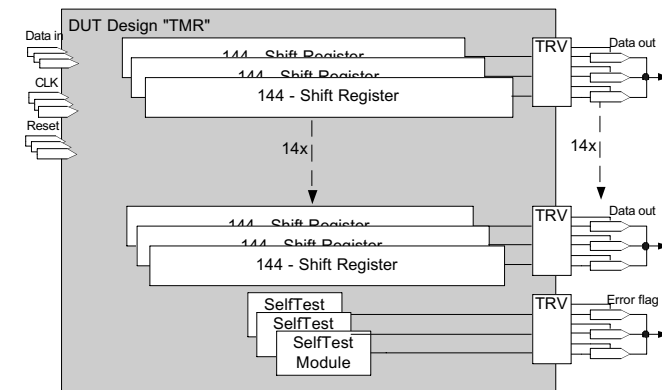 DUT Design "TMR"
Data in
CLK
Reset
144 - Shift Register
144 - Shift Register
144 - Shift Register
TRV
Data out
14x
14x
144 - Shift Register
144 - Shift Register
144 - Shift Register
TRV
Data out
SelfTest
SelfTest
SelfTest
Module
TRV
Error flag